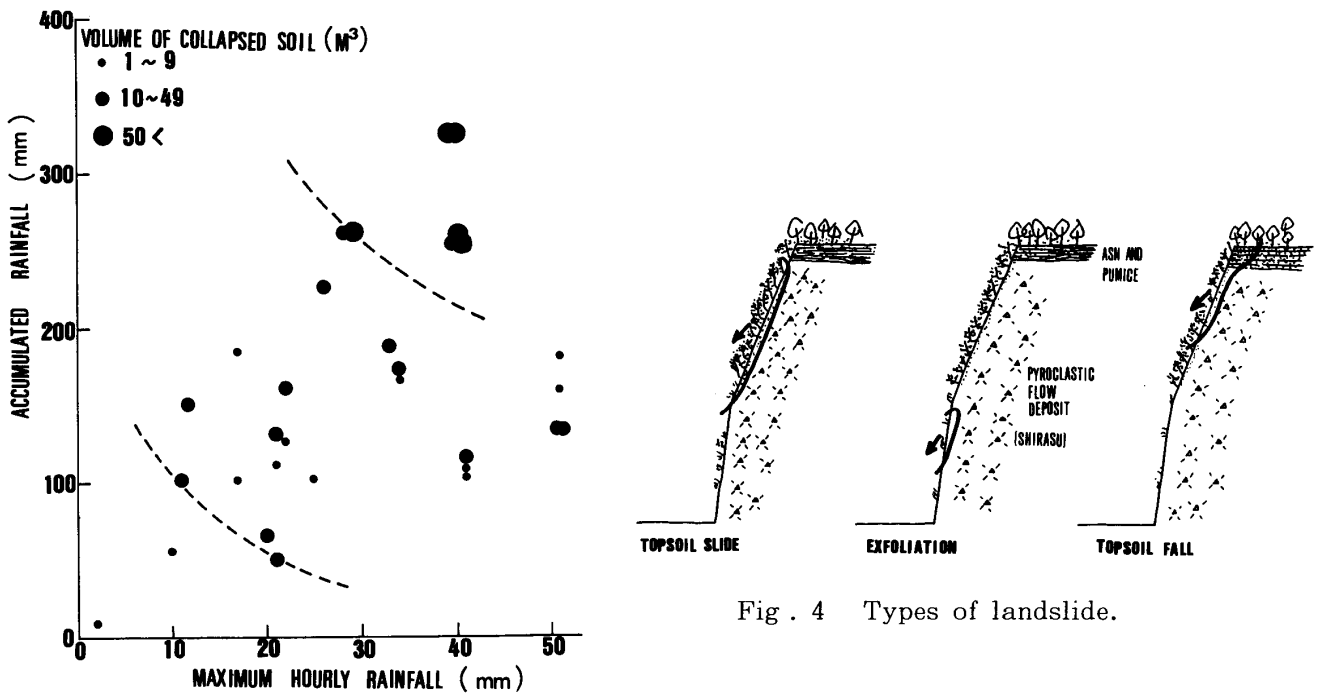 400
VOLUME OF COLLAPSED SOIL (M³)
1 ~ 9
10~49
50 <
300
200
100
0
0 10 20 30 40 50
ACCUMULATED RAINFALL (mm)
MAXIMUM HOURLY RAINFALL (mm)
ASN AND
PUMICE
PYROCLASTIC
FLOW
DEPOSIT
(SHIRASU)
TOPSOIL SLIDE
EXFOLIATION
TOPSOIL FALL
Fig . 4 Types of landslide.